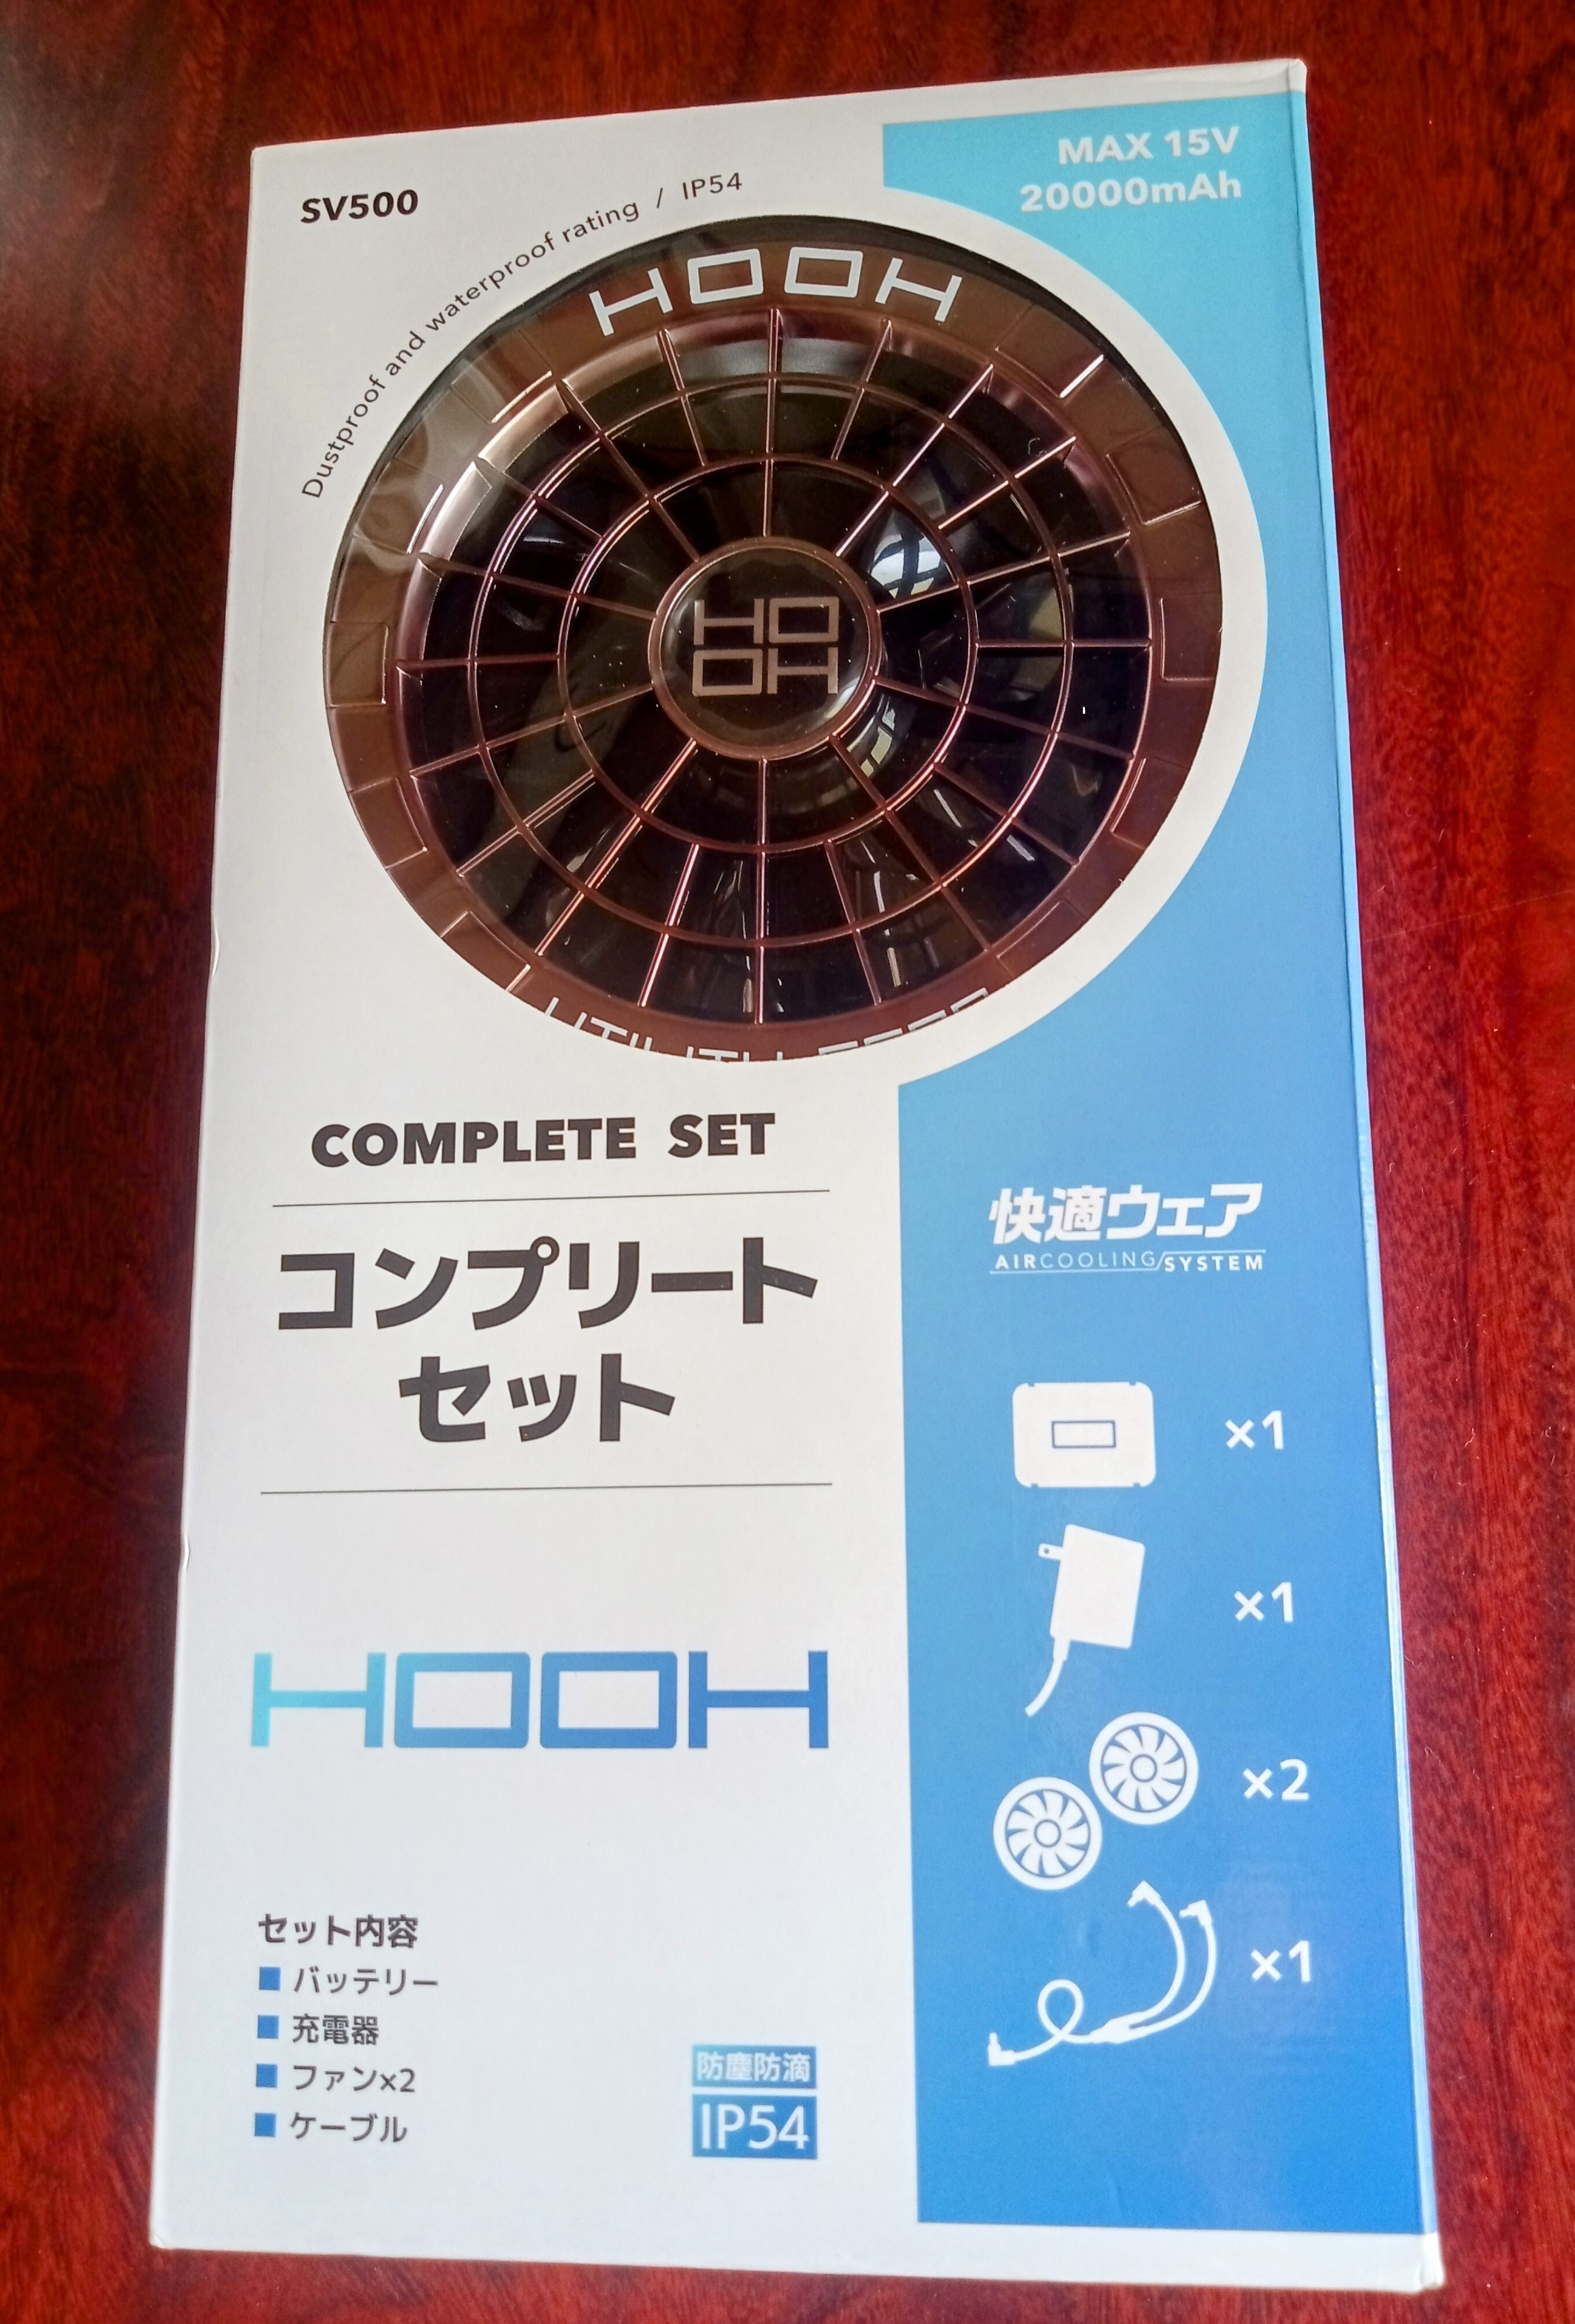 SV500
Dustproof and waterproof rating / IP54
MAX 15V
20000mAh
HOOH
HO
OH
COMPLETE SET
コンプリート
セット
快適ウェア
AIRCOOLING/SYSTEM
×1
×1
×2
×1
HOOH
セット内容
■ バッテリー
■ 充電器
■ ファンx2
■ ケーブル
防塵防滴
IP54